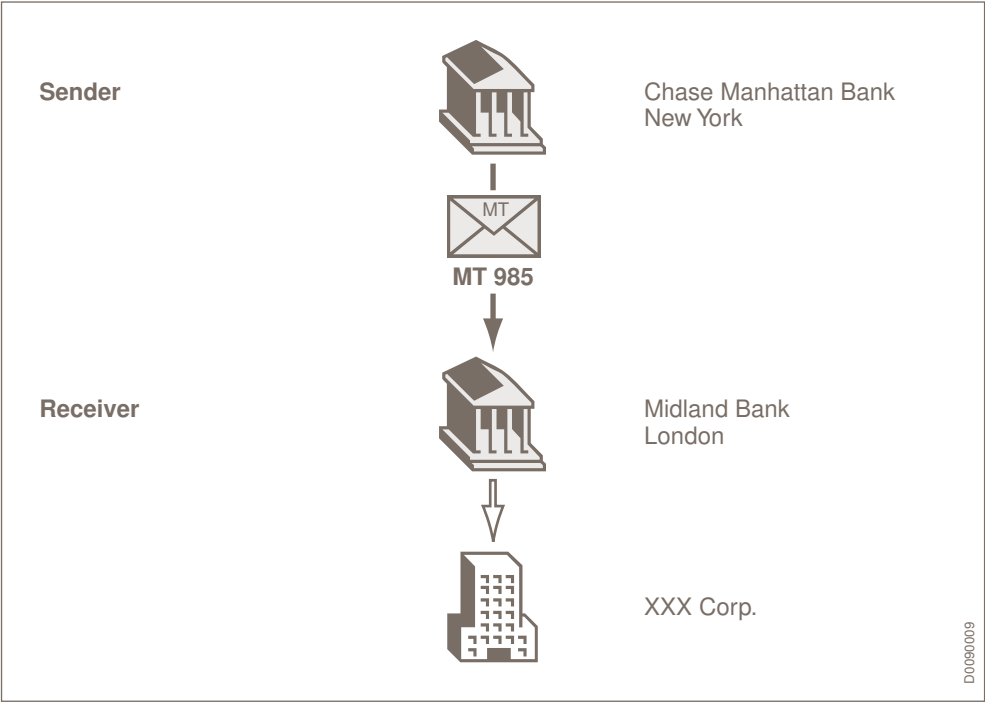 Sender
Chase Manhattan Bank
New York
MT
MT 985
Receiver
Midland Bank
London
XXX Corp.
D0090009